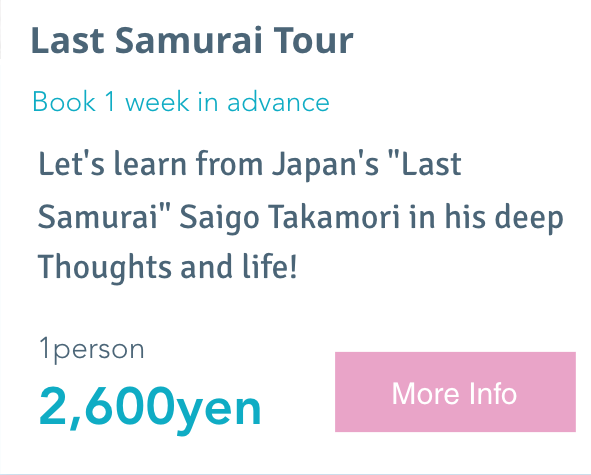 Last Samurai Tour
Book 1 week in advance
Let's learn from Japan's "Last
Samurai" Saigo Takamori in his deep
Thoughts and life!
1person
2,600yen
More Info